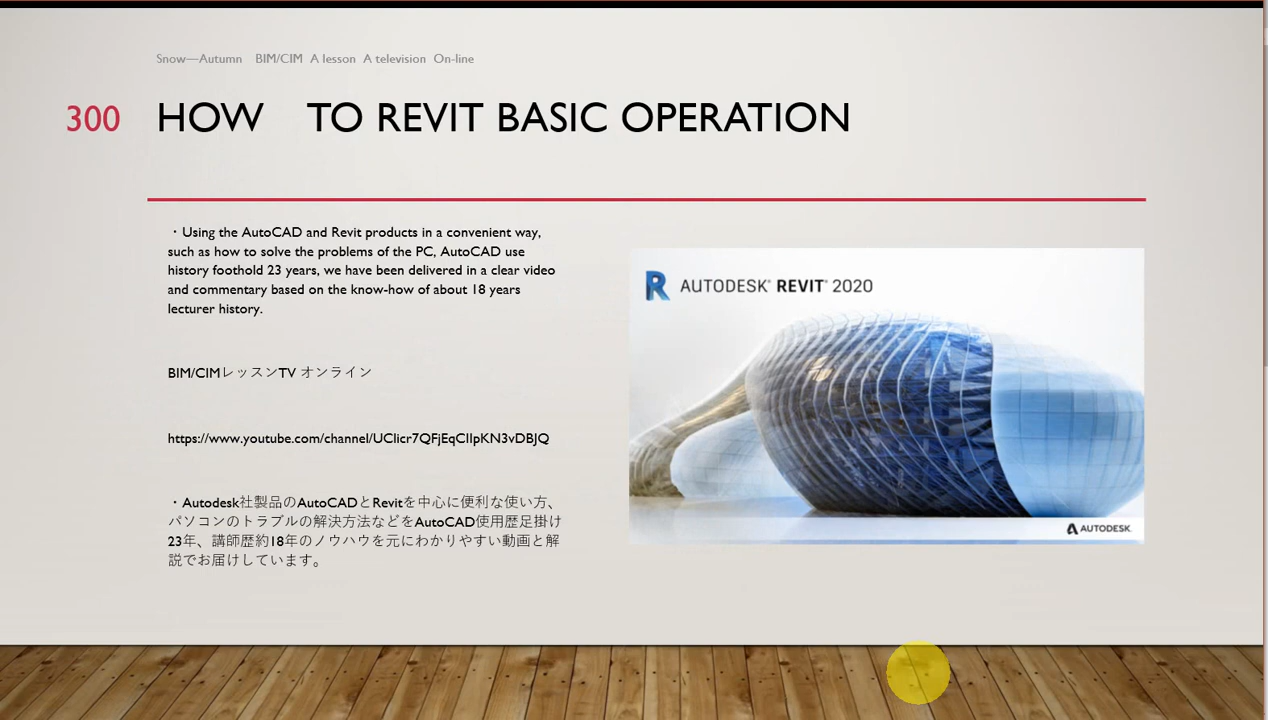 Snow—Autumn　BIM/CIM  A lesson  A television  On-line
300
HOW　TO REVIT BASIC OPERATION
・Using the AutoCAD and Revit products in a convenient way,
such as how to solve the problems of the PC, AutoCAD use
history foothold 23 years, we have been delivered in a clear video
and commentary based on the know-how of about 18 years
lecturer history.
BIM/CIMレッスンTV オンライン
https://www.youtube.com/channel/UClicr7QFjEqCIlpKN3vDBJQ
・Autodesk社製品のAutoCADとRevitを中心に便利な使い方、
パソコンのトラブルの解決方法などをAutoCAD使用歴足掛け
23年、講師歴約18年のノウハウを元にわかりやすい動画と解
説でお届けしています。
R AUTODESK® REVIT® 2020
AUTODESK.